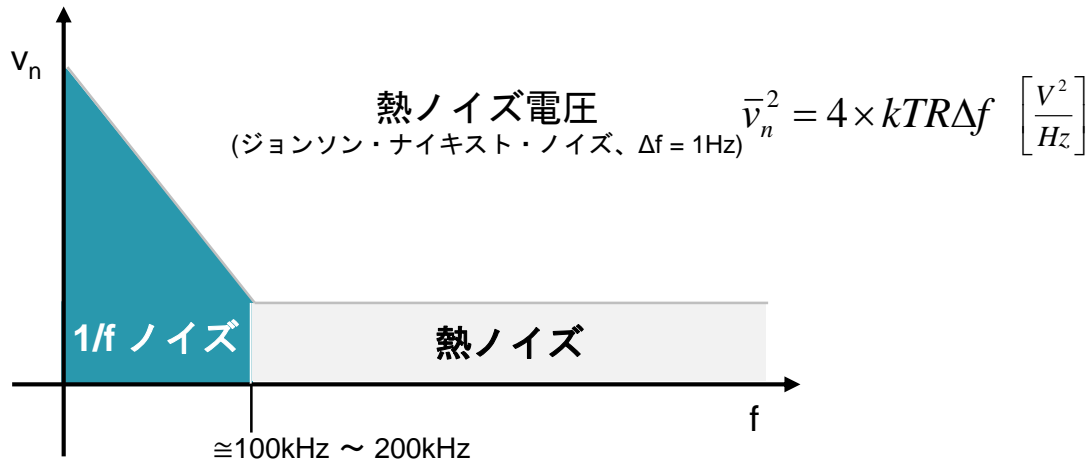 vₙ
熱ノイズ電圧
(ジョンソン・ナイキスト・ノイズ、Δf = 1Hz)
v̅ₙ² = 4 × kTRΔf [V²/Hz]
1/f ノイズ
熱ノイズ
f
≅100kHz ～ 200kHz